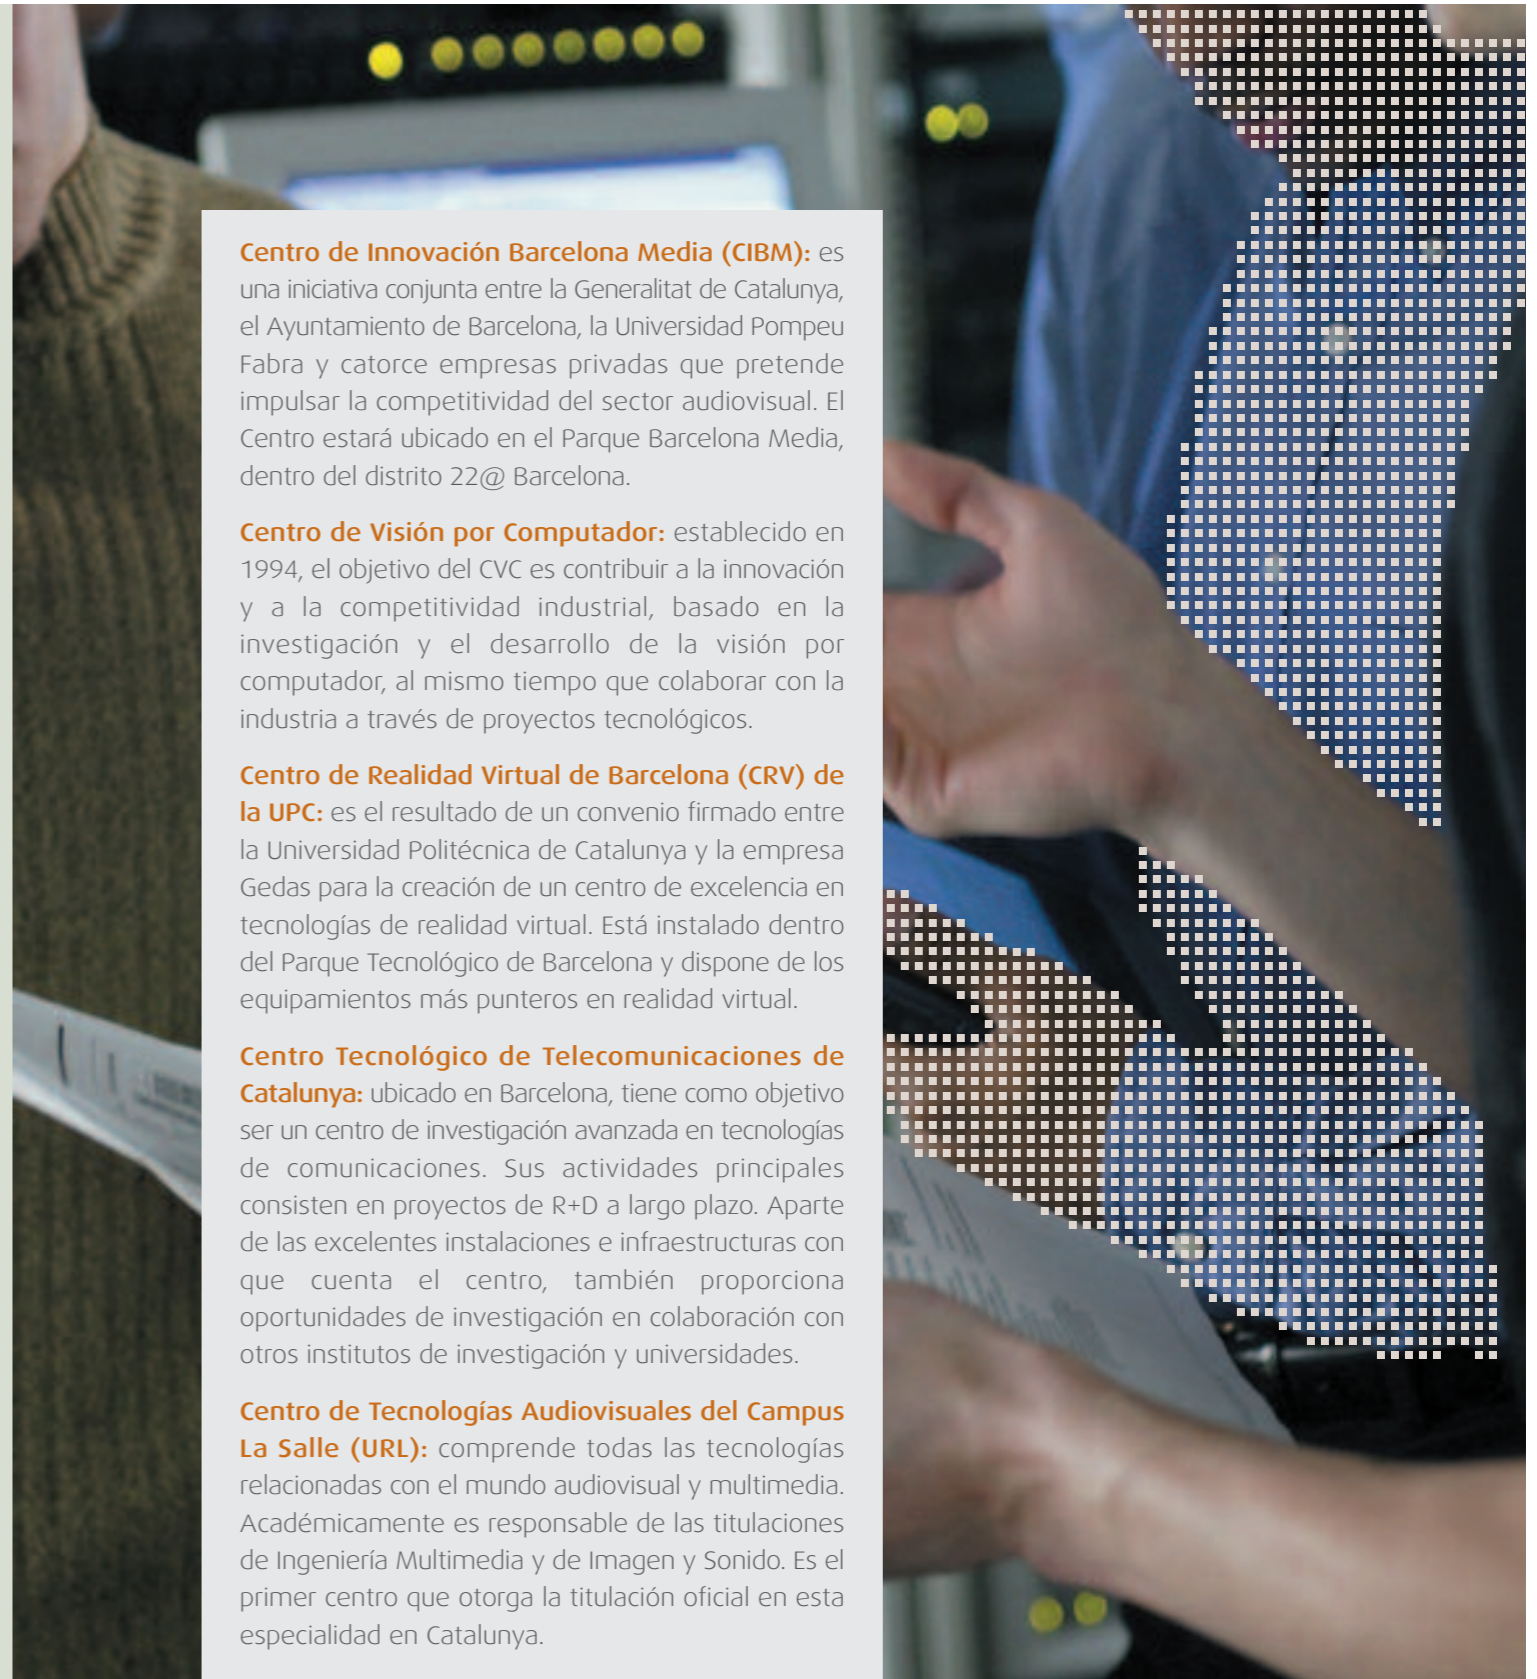 Centro de Innovación Barcelona Media (CIBM): es
una iniciativa conjunta entre la Generalitat de Catalunya,
el Ayuntamiento de Barcelona, la Universidad Pompeu
Fabra y catorce empresas privadas que pretende
impulsar la competitividad del sector audiovisual. El
Centro estará ubicado en el Parque Barcelona Media,
dentro del distrito 22@ Barcelona.
Centro de Visión por Computador: establecido en
1994, el objetivo del CVC es contribuir a la innovación
y a la competitividad industrial, basado en la
investigación y el desarrollo de la visión por
computador, al mismo tiempo que colaborar con la
industria a través de proyectos tecnológicos.
Centro de Realidad Virtual de Barcelona (CRV) de
la UPC: es el resultado de un convenio firmado entre
la Universidad Politécnica de Catalunya y la empresa
Gedas para la creación de un centro de excelencia en
tecnologías de realidad virtual. Está instalado dentro
del Parque Tecnológico de Barcelona y dispone de los
equipamientos más punteros en realidad virtual.
Centro Tecnológico de Telecomunicaciones de
Catalunya: ubicado en Barcelona, tiene como objetivo
ser un centro de investigación avanzada en tecnologías
de comunicaciones. Sus actividades principales
consisten en proyectos de R+D a largo plazo. Aparte
de las excelentes instalaciones e infraestructuras con
que cuenta el centro, también proporciona
oportunidades de investigación en colaboración con
otros institutos de investigación y universidades.
Centro de Tecnologías Audiovisuales del Campus
La Salle (URL): comprende todas las tecnologías
relacionadas con el mundo audiovisual y multimedia.
Académicamente es responsable de las titulaciones
de Ingeniería Multimedia y de Imagen y Sonido. Es el
primer centro que otorga la titulación oficial en esta
especialidad en Catalunya.